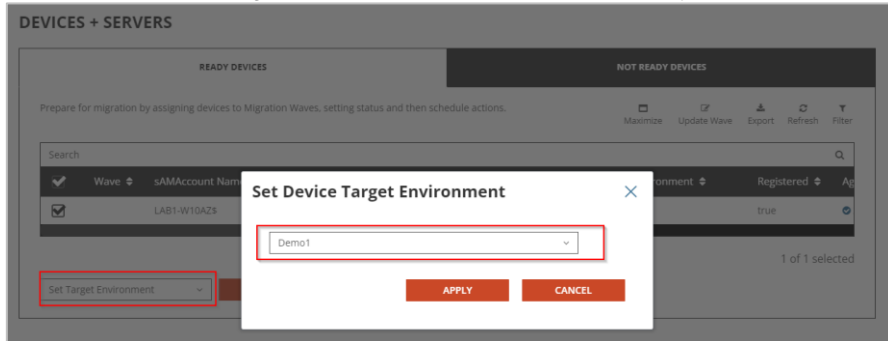 DEVICES + SERVERS
READY DEVICES
NOT READY DEVICES
Prepare for migration by assigning devices to Migration Waves, setting status and then schedule actions.
Maximize Update Wave Export Refresh Filter
Search
Wave sAMAccount Nam
ronment Registered Ag
LAB1-W10AZ$ true
Set Device Target Environment
Demo1
1 of 1 selected
Set Target Environment
APPLY CANCEL